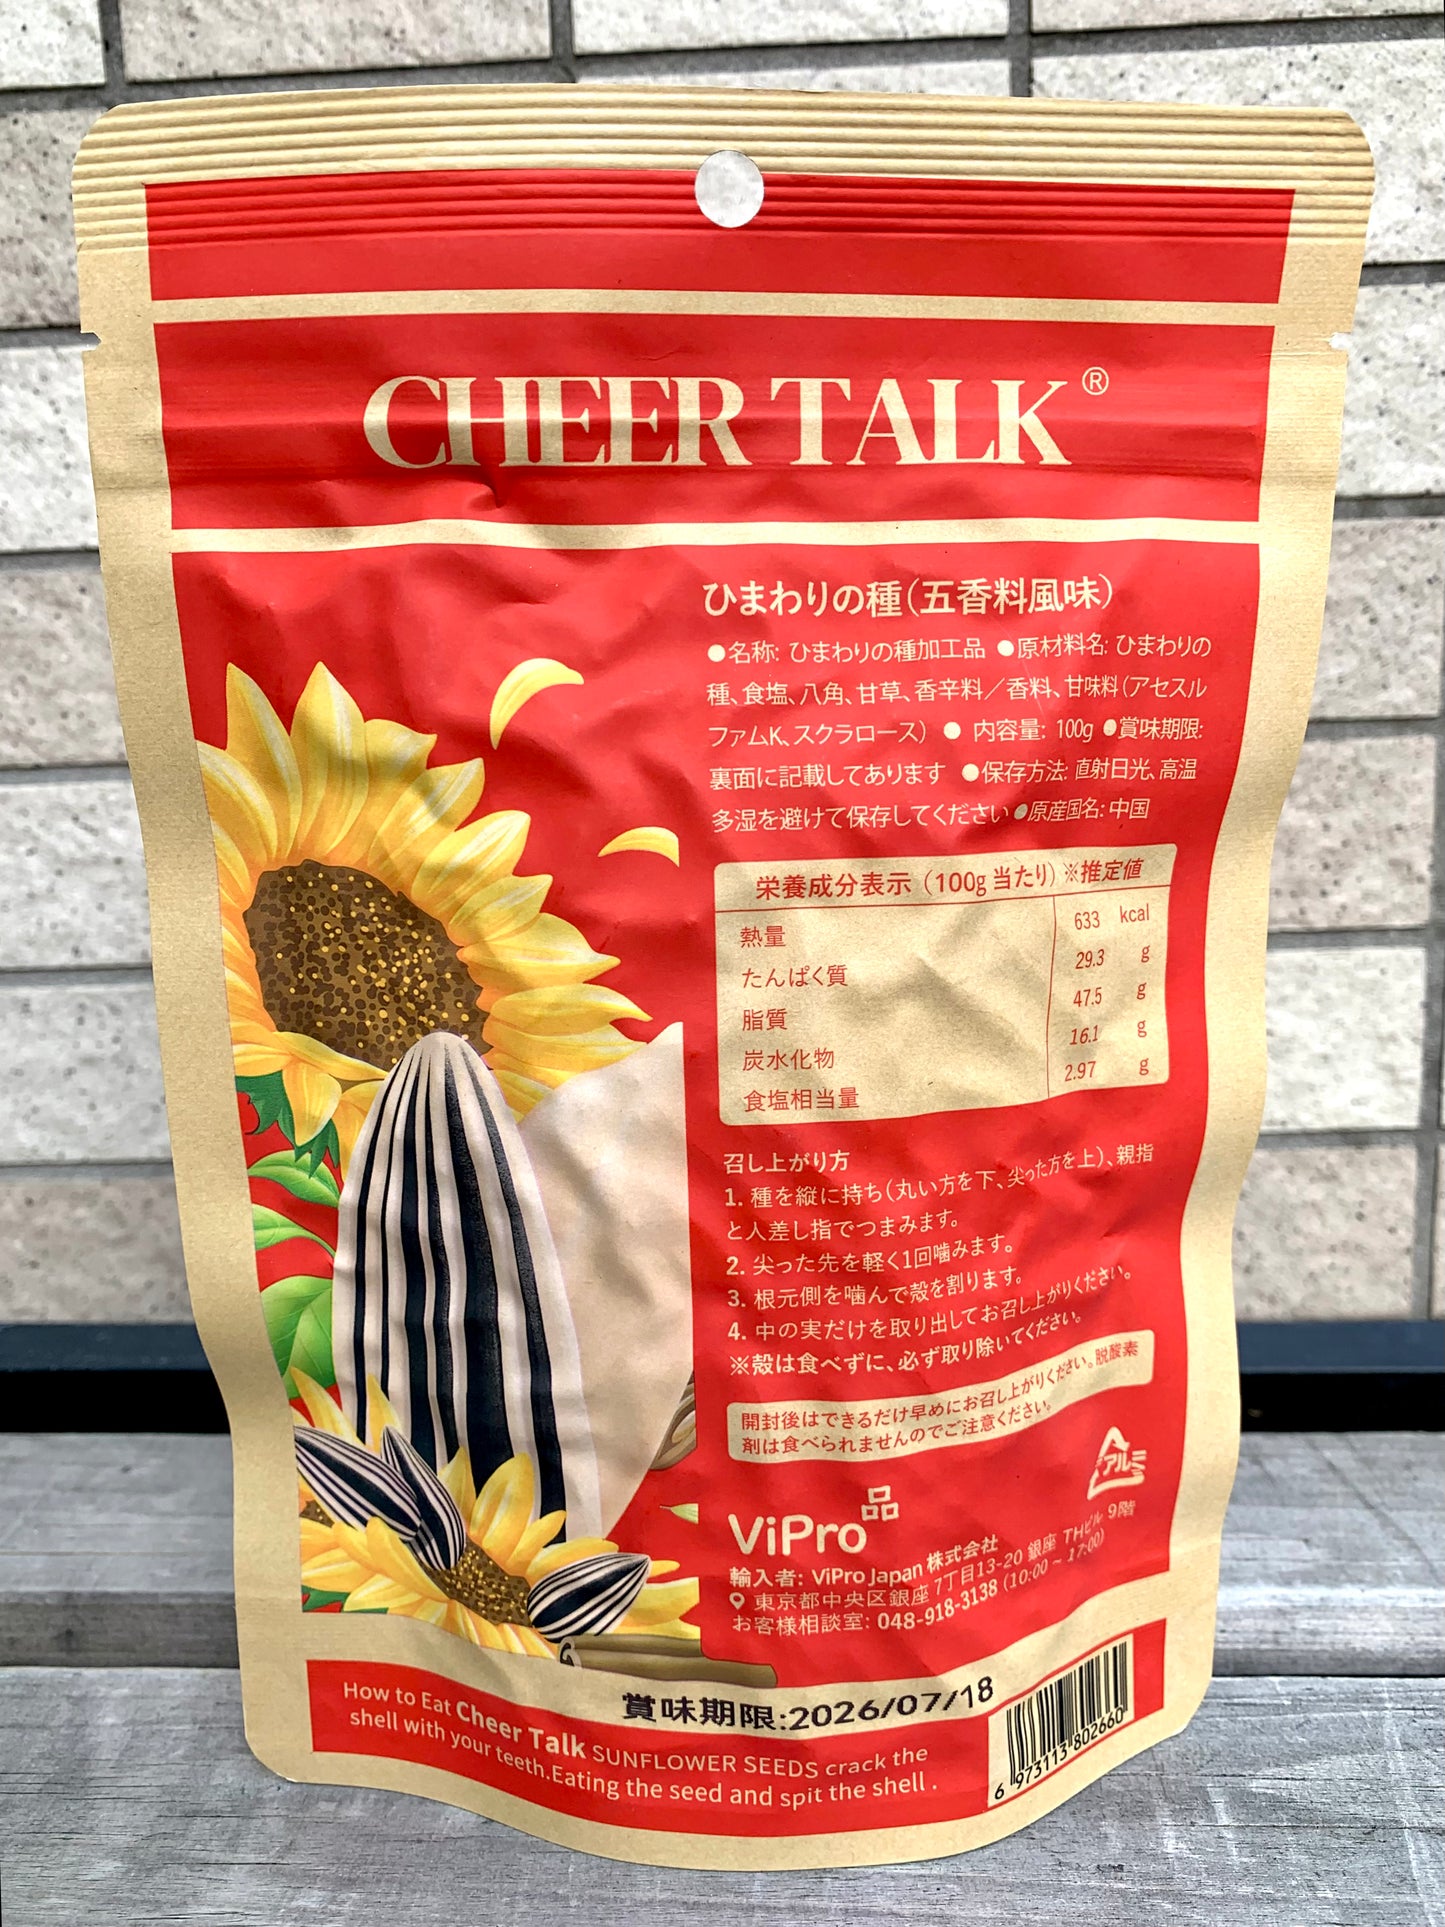 CHEER TALK®
ひまわりの種（五香料風味）
●名称: ひまわりの種加工品 ●原材料名: ひまわりの
種、食塩、八角、甘草、香辛料／香料、甘味料（アセスル
ファムK、スクラロース） ● 内容量: 100g ●賞味期限:
裏面に記載してあります ●保存方法: 直射日光、高温
多湿を避けて保存してください ●原産国名: 中国
栄養成分表示（100g 当たり）※推定値
熱量 633 kcal
たんぱく質 29.3 g
脂質 47.5 g
炭水化物 16.1 g
食塩相当量 2.97 g
召し上がり方
1. 種を縦に持ち（丸い方を下、尖った方を上）、親指
と人差し指でつまみます。
2. 尖った先を軽く1回噛みます。
3. 根元側を噛んで殻を割ります。
4. 中の実だけを取り出してお召し上がりください。
※殻は食べずに、必ず取り除いてください。
開封後はできるだけ早めにお召し上がりください。脱酸素
剤は食べられませんのでご注意ください。
アルミ
ViPro品
輸入者: ViPro Japan 株式会社
東京都中央区銀座 7丁目13-20 銀座 THビル 9階
お客様相談室: 048-918-3138 (10:00 ~ 17:00)
賞味期限:2026/07/18
How to Eat Cheer Talk SUNFLOWER SEEDS crack the
shell with your teeth.Eating the seed and spit the shell .
6 973113 802660